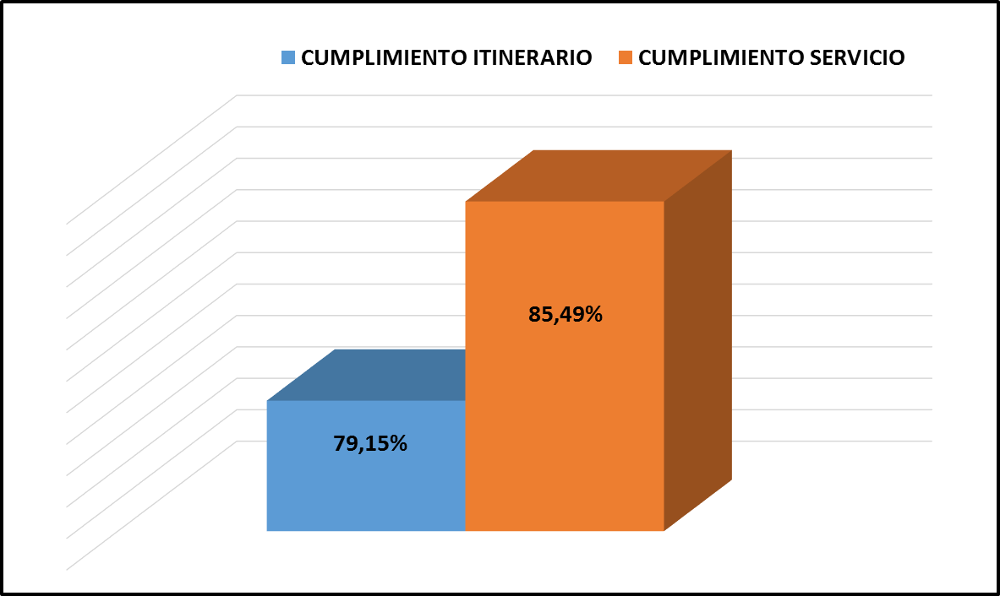 CUMPLIMIENTO ITINERARIO CUMPLIMIENTO SERVICIO
85,49%
79,15%